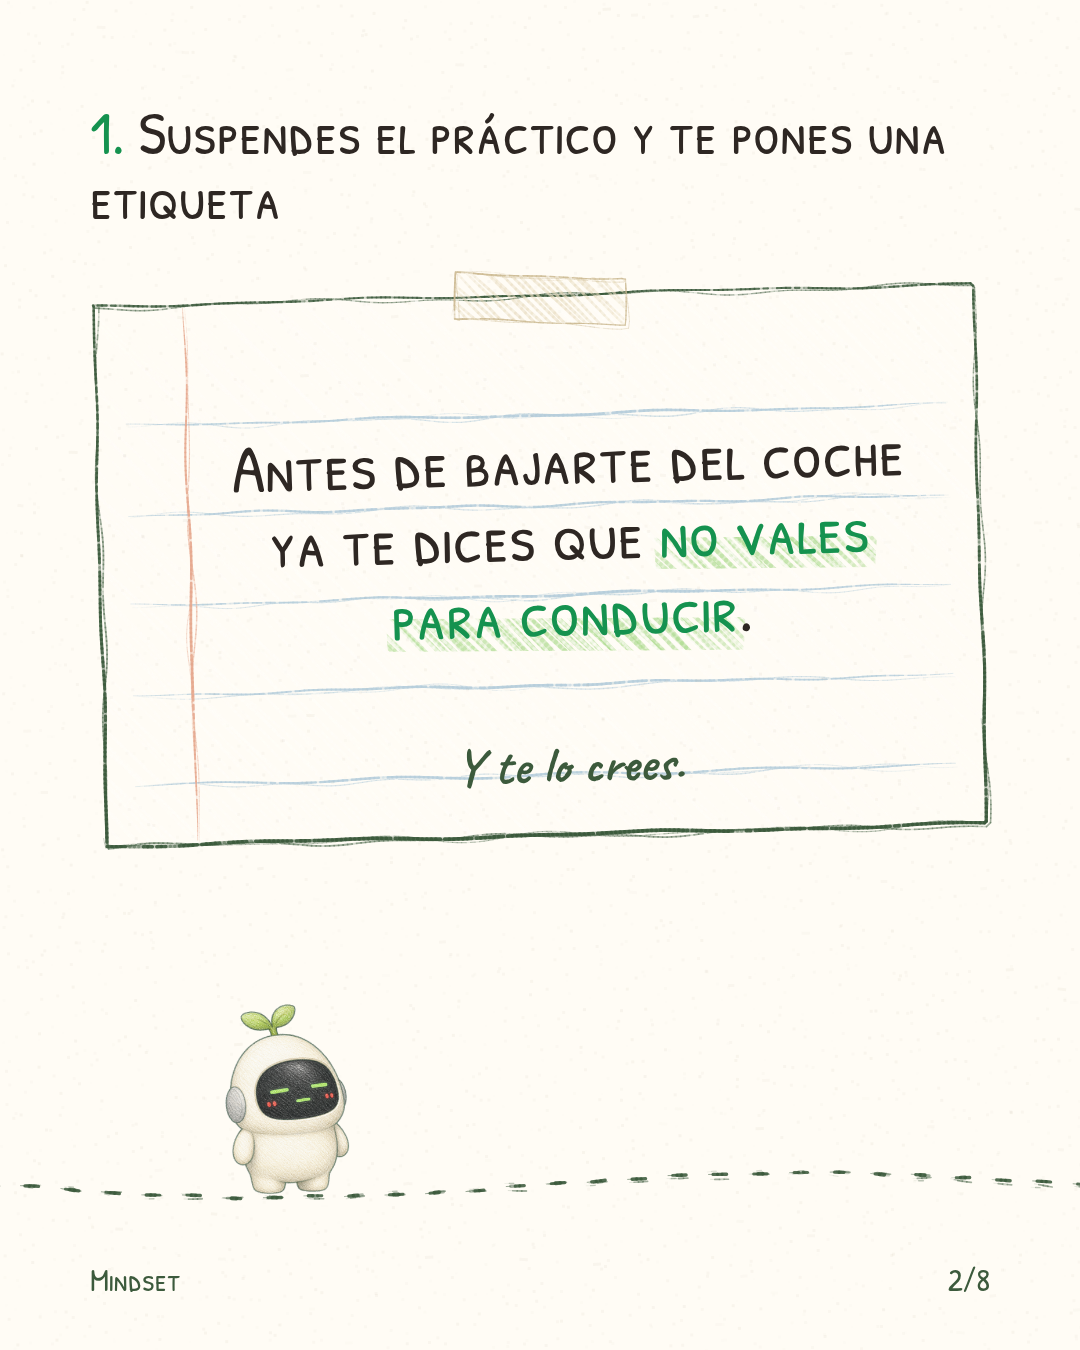 1. Suspendes el práctico y te pones una
etiqueta
Antes de bajarte del coche
ya te dices que no vales
para conducir.
Y te lo crees.
Mindset
2/8